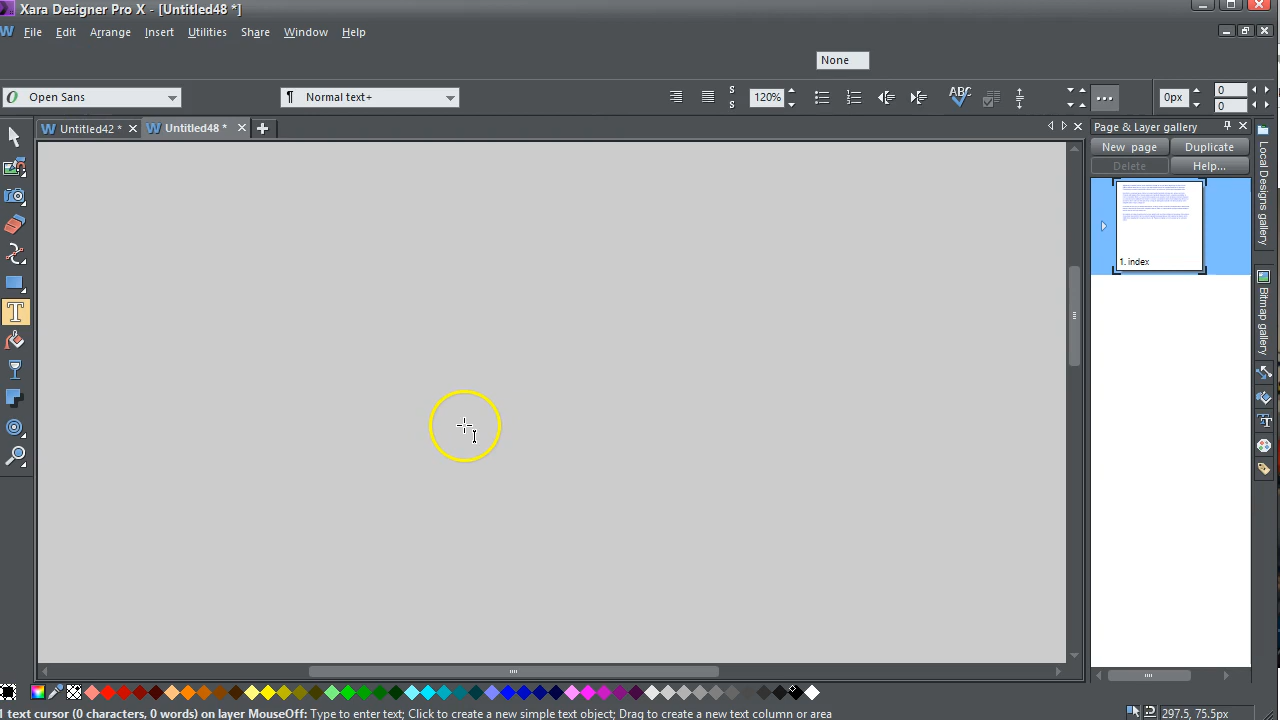 Xara Designer Pro X - [Untitled48 *]
File Edit Arrange Insert Utilities Share Window Help
None
Open Sans
¶ Normal text+
S
S
120%
ABC
0px
0
0
Untitled42 *
Untitled48 *
Page & Layer gallery
New page
Duplicate
Delete
Help...
1. index
Local Designs gallery
Bitmap gallery
1 text cursor (0 characters, 0 words) on layer MouseOff: Type to enter text; Click to create a new simple text object; Drag to create a new text column or area
297.5, 75.5px